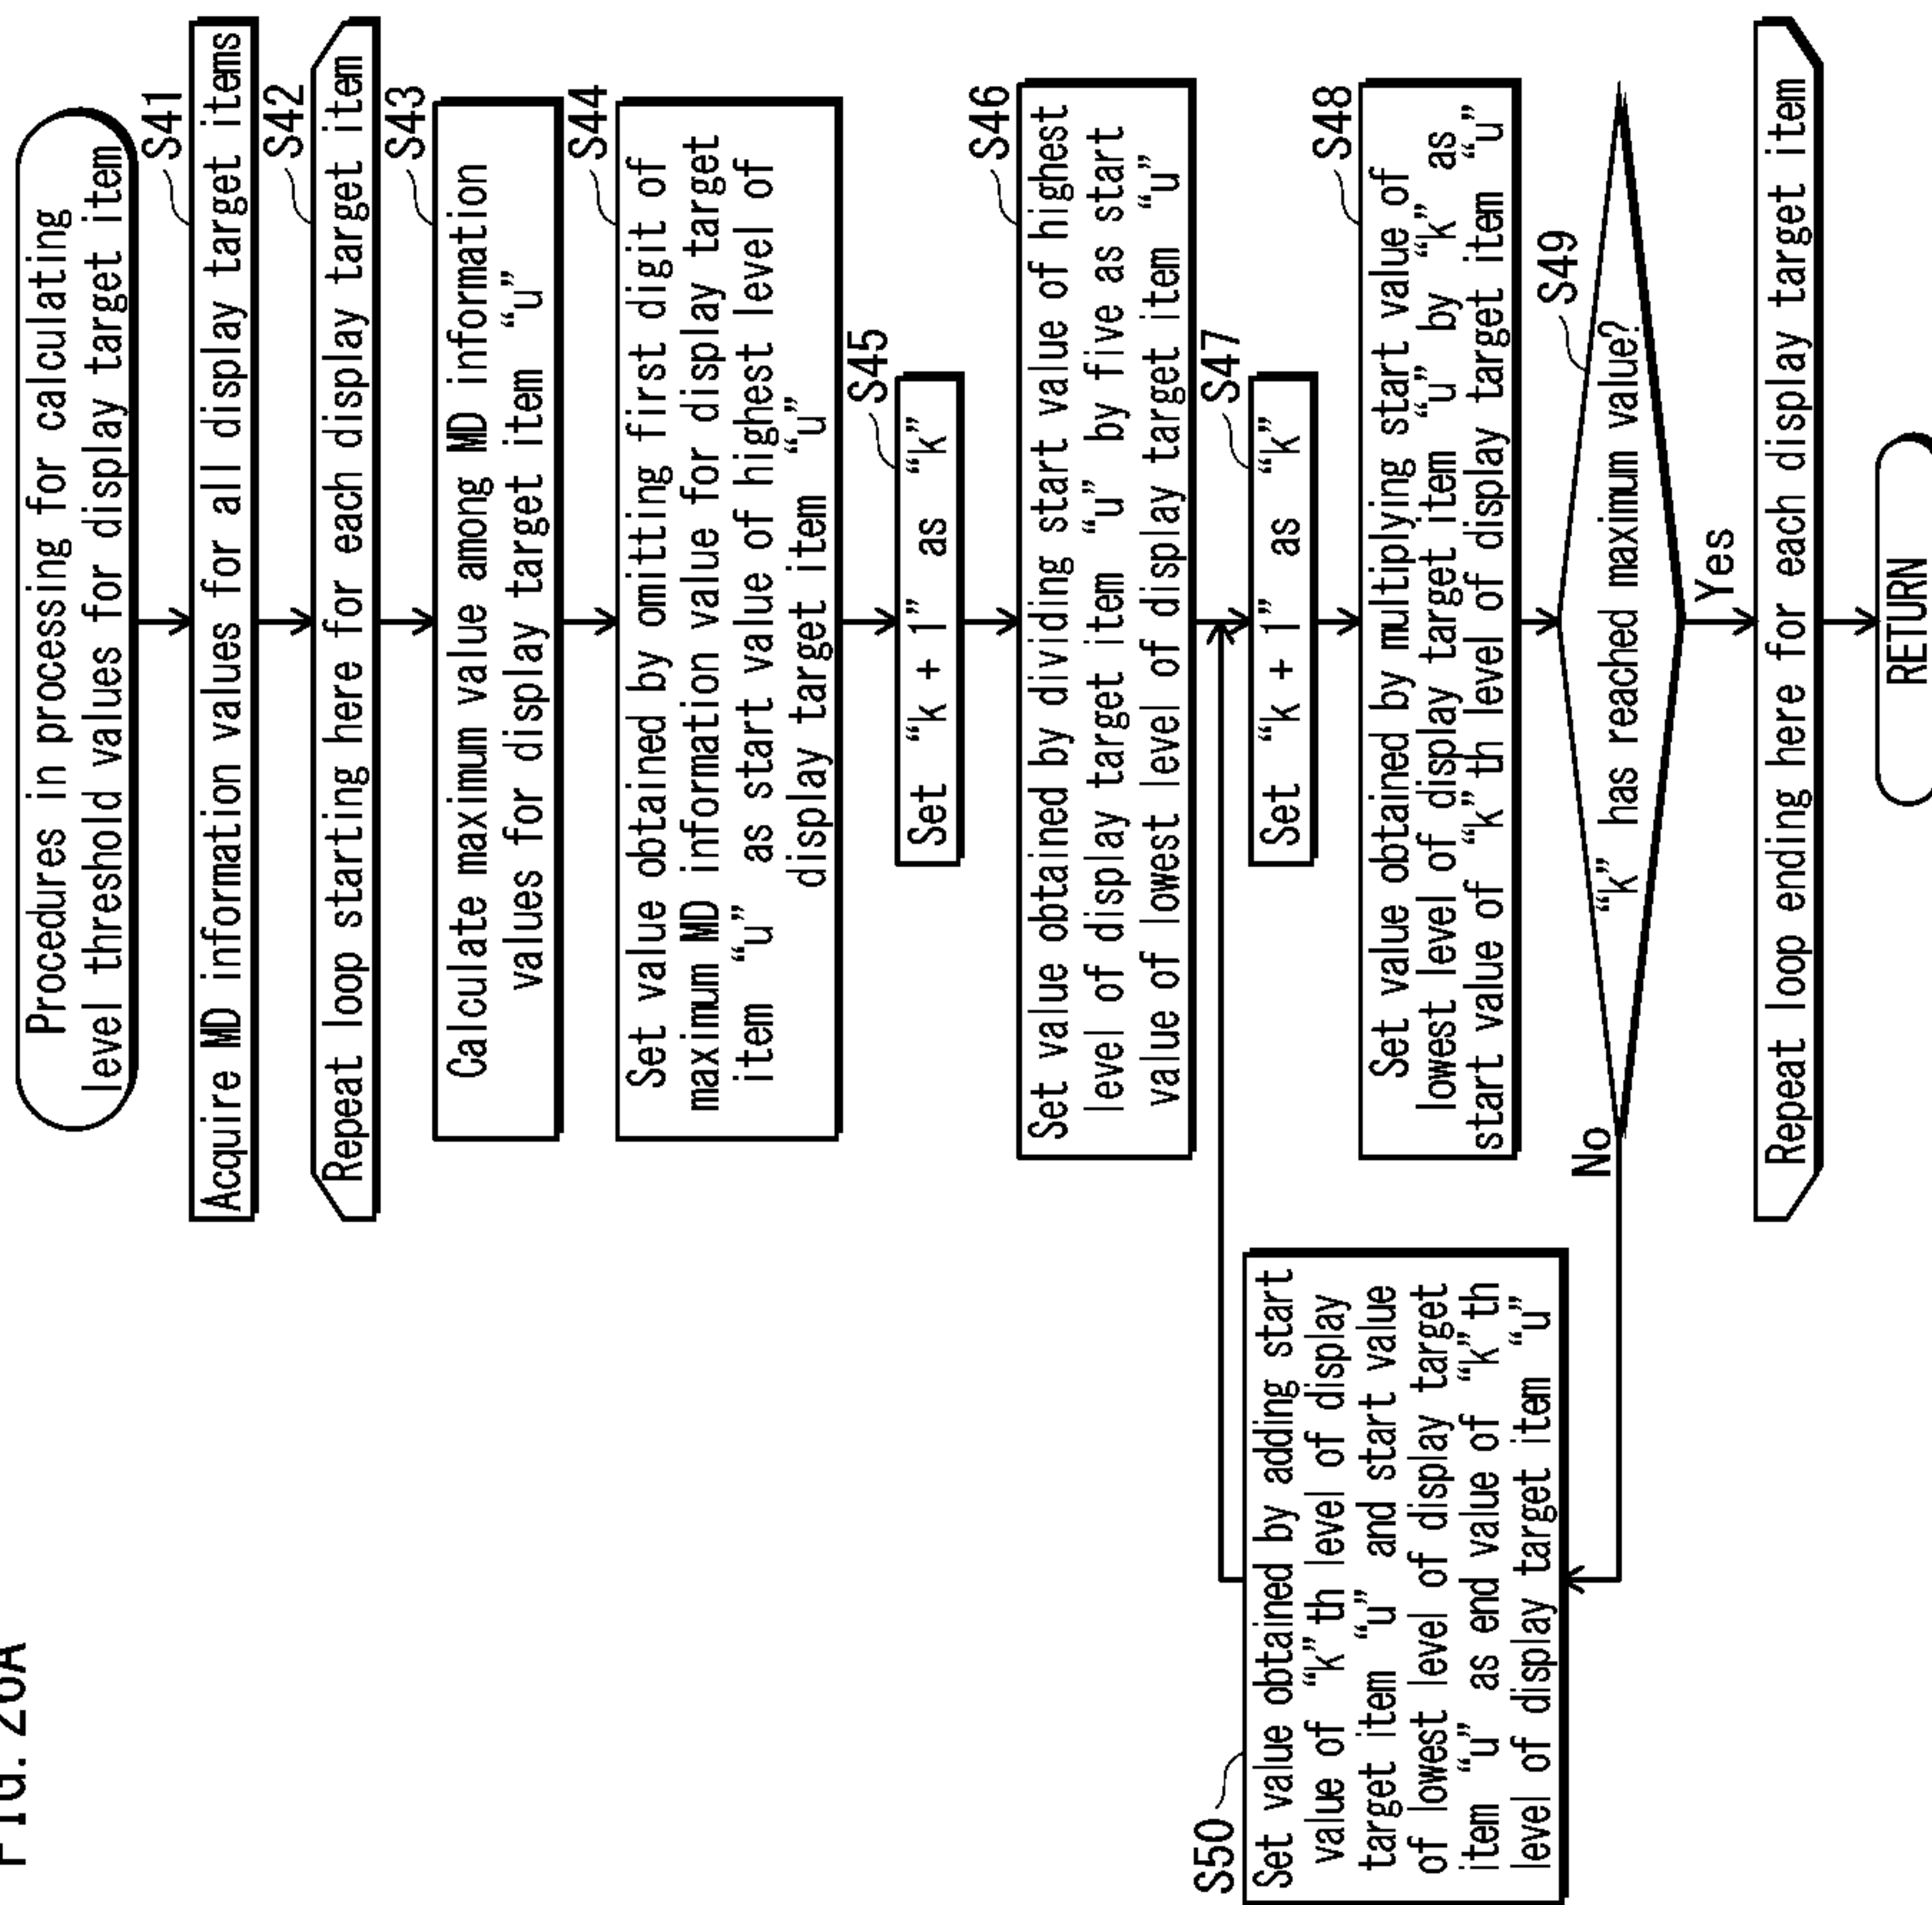 FIG. 26A
Procedures in processing for calculating
level threshold values for display target item
S41
Acquire MD information values for all display target items
S42
Repeat loop starting here for each display target item
S43
Calculate maximum value among MD information
values for display target item “u”
S44
Set value obtained by omitting first digit of
maximum MD information value for display target
item “u” as start value of highest level of
display target item “u”
S45
Set “k + 1” as “k”
S46
Set value obtained by dividing start value of highest
level of display target item “u” by five as start
value of lowest level of display target item “u”
S47
Set “k + 1” as “k”
S48
Set value obtained by multiplying start value of
lowest level of display target item “u” by “k” as
start value of “k”th level of display target item “u”
S49
“k” has reached maximum value?
No
Yes
S50
Set value obtained by adding start
value of “k”th level of display
target item “u” and start value
of lowest level of display target
item “u” as end value of “k”th
level of display target item “u”
Repeat loop ending here for each display target item
RETURN